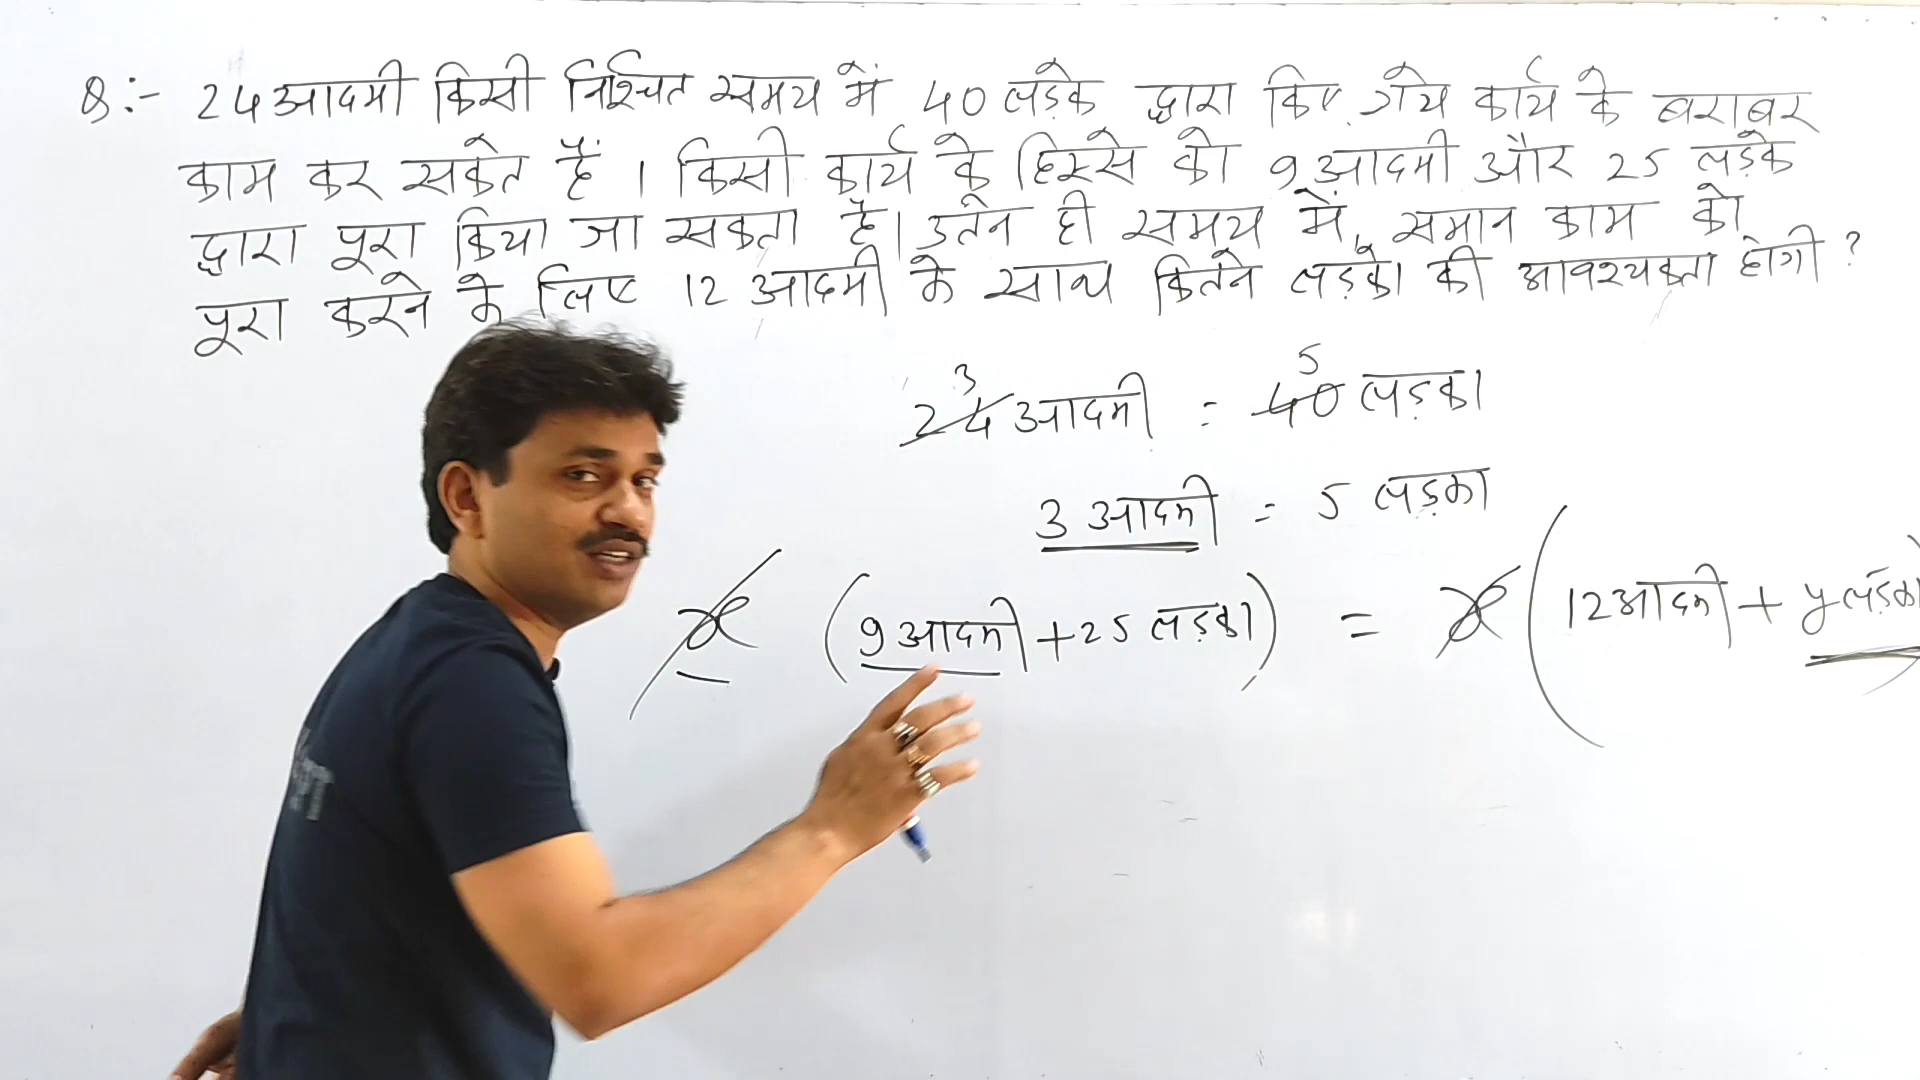 Q:- 24 आदमी किसी निश्चित समय में 40 लड़के द्वारा किए गये कार्य के बराबर
काम कर सकते हैं । किसी कार्य के हिस्से को 9 आदमी और 25 लड़के
द्वारा पूरा किया जा सकता है। उतने ही समय में, समान काम को
पूरा करने के लिए 12 आदमी के साथ कितने लड़को की आवश्यकता होगी ?
3 5
24 आदमी = 40 लड़का
3 आदमी = 5 लड़का
x (9 आदमी + 25 लड़का) = x (12 आदमी + y लड़का)